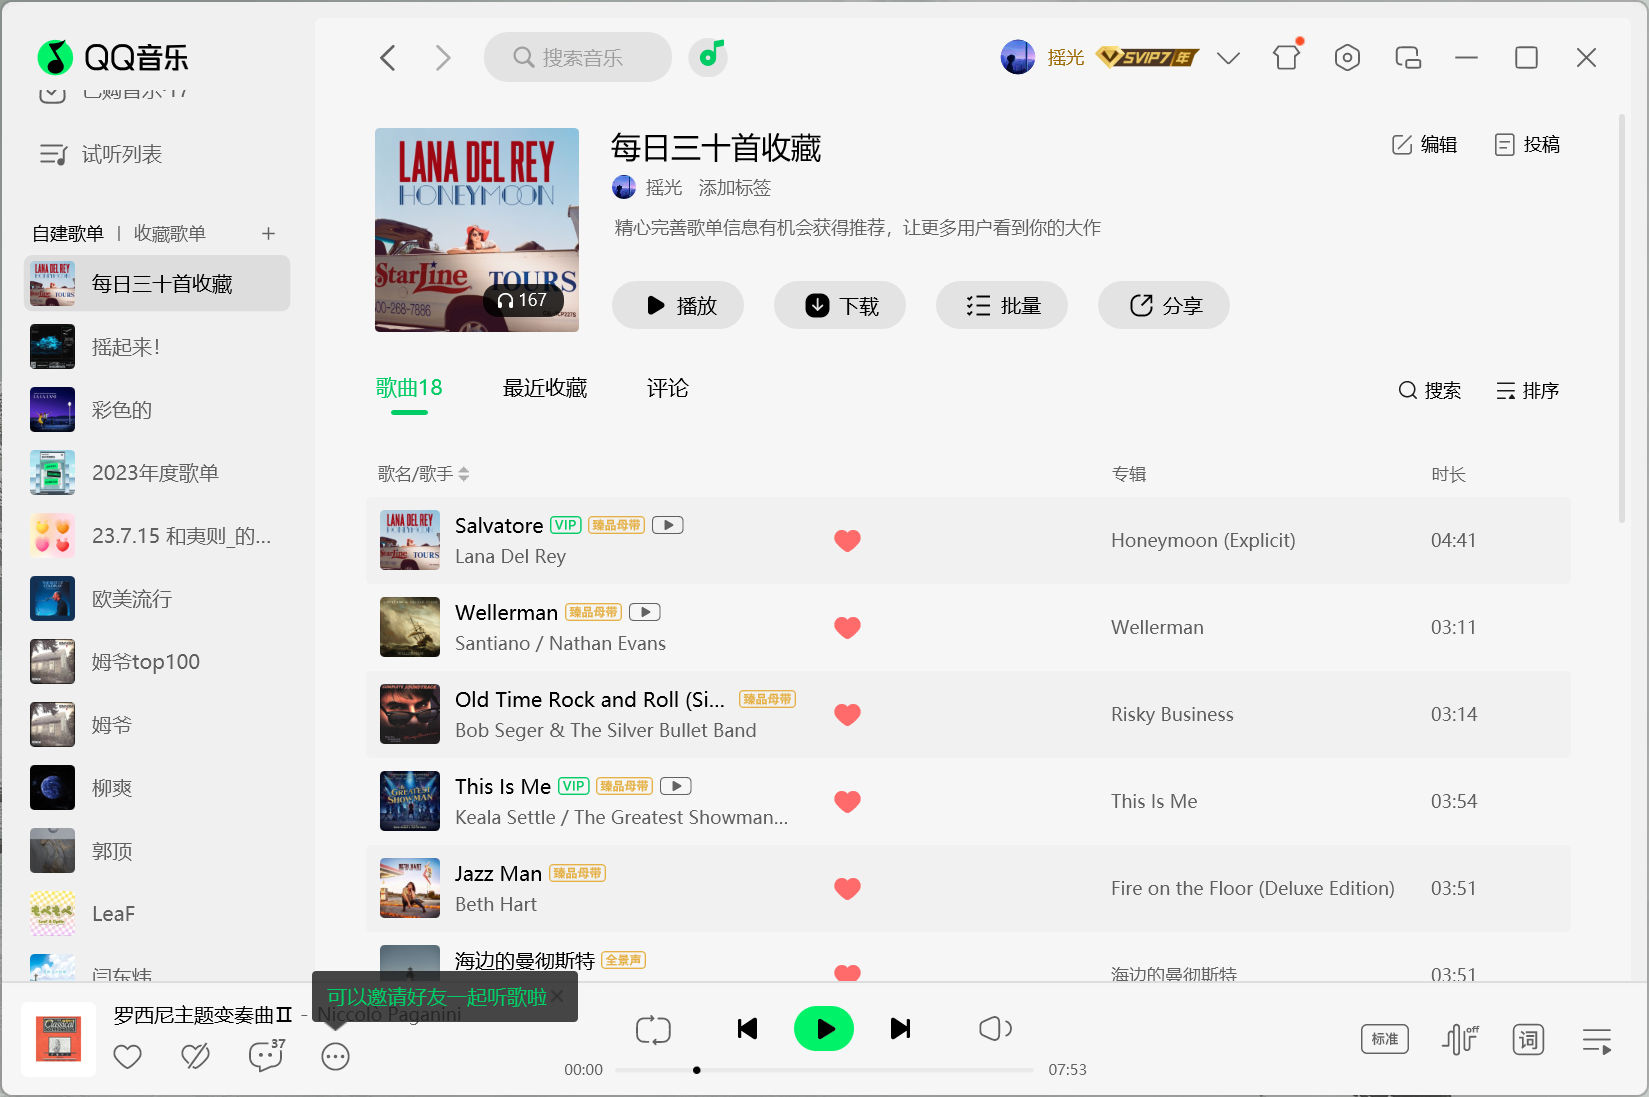 QQ音乐
搜索音乐
摇光
SVIP7年
已购音乐·17
试听列表
自建歌单 | 收藏歌单 +
每日三十首收藏
摇起来!
彩色的
2023年度歌单
23.7.15 和夷则_的...
欧美流行
姆爷top100
姆爷
柳爽
郭顶
LeaF
闫东炜
LANA DEL REY
HONEYMOON
StarLine TOURS
800-268-7886
167
每日三十首收藏
编辑
投稿
摇光 添加标签
精心完善歌单信息有机会获得推荐，让更多用户看到你的大作
播放
下载
批量
分享
歌曲18
最近收藏
评论
搜索
排序
歌名/歌手
专辑
时长
Salvatore VIP 臻品母带
Lana Del Rey
Honeymoon (Explicit)
04:41
Wellerman 臻品母带
Santiano / Nathan Evans
Wellerman
03:11
Old Time Rock and Roll (Si... 臻品母带
Bob Seger & The Silver Bullet Band
Risky Business
03:14
This Is Me VIP 臻品母带
Keala Settle / The Greatest Showman...
This Is Me
03:54
Jazz Man 臻品母带
Beth Hart
Fire on the Floor (Deluxe Edition)
03:51
海边的曼彻斯特 全景声
海边的曼彻斯特
03:51
可以邀请好友一起听歌啦
罗西尼主题变奏曲Ⅱ - Niccolò Paganini
37
00:00
07:53
标准
off
词